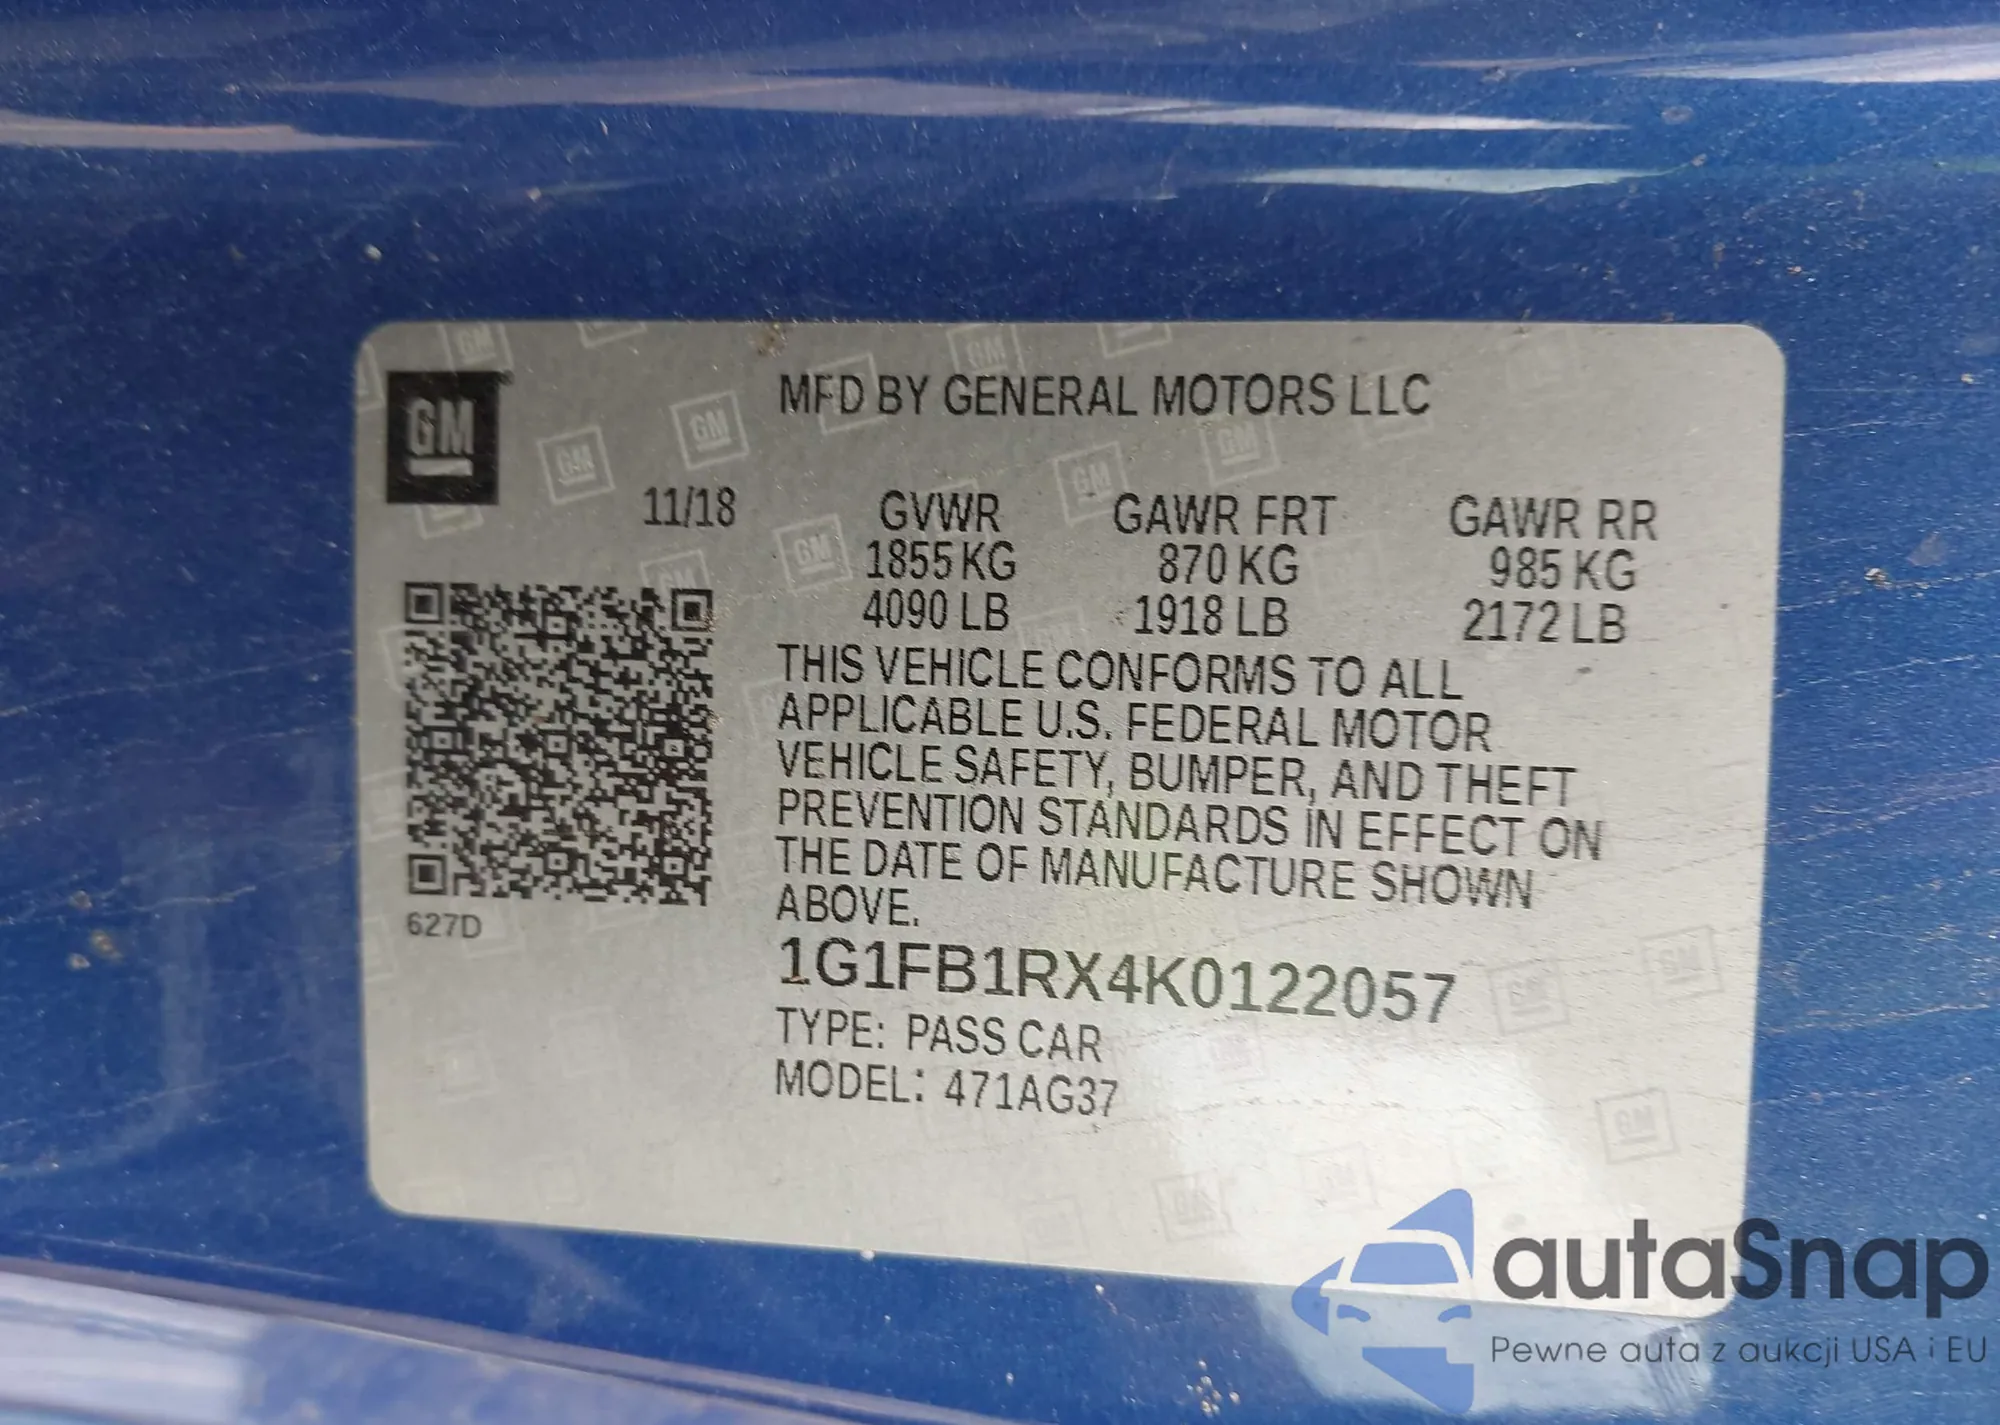 GM
MFD BY GENERAL MOTORS LLC
11/18 GVWR GAWR FRT GAWR RR
1855 KG 870 KG 985 KG
4090 LB 1918 LB 2172 LB
THIS VEHICLE CONFORMS TO ALL
APPLICABLE U.S. FEDERAL MOTOR
VEHICLE SAFETY, BUMPER, AND THEFT
PREVENTION STANDARDS IN EFFECT ON
THE DATE OF MANUFACTURE SHOWN
ABOVE.
627D
1G1FB1RX4K0122057
TYPE: PASS CAR
MODEL: 471AG37
autaSnap
Pewne auta z aukcji USA i EU